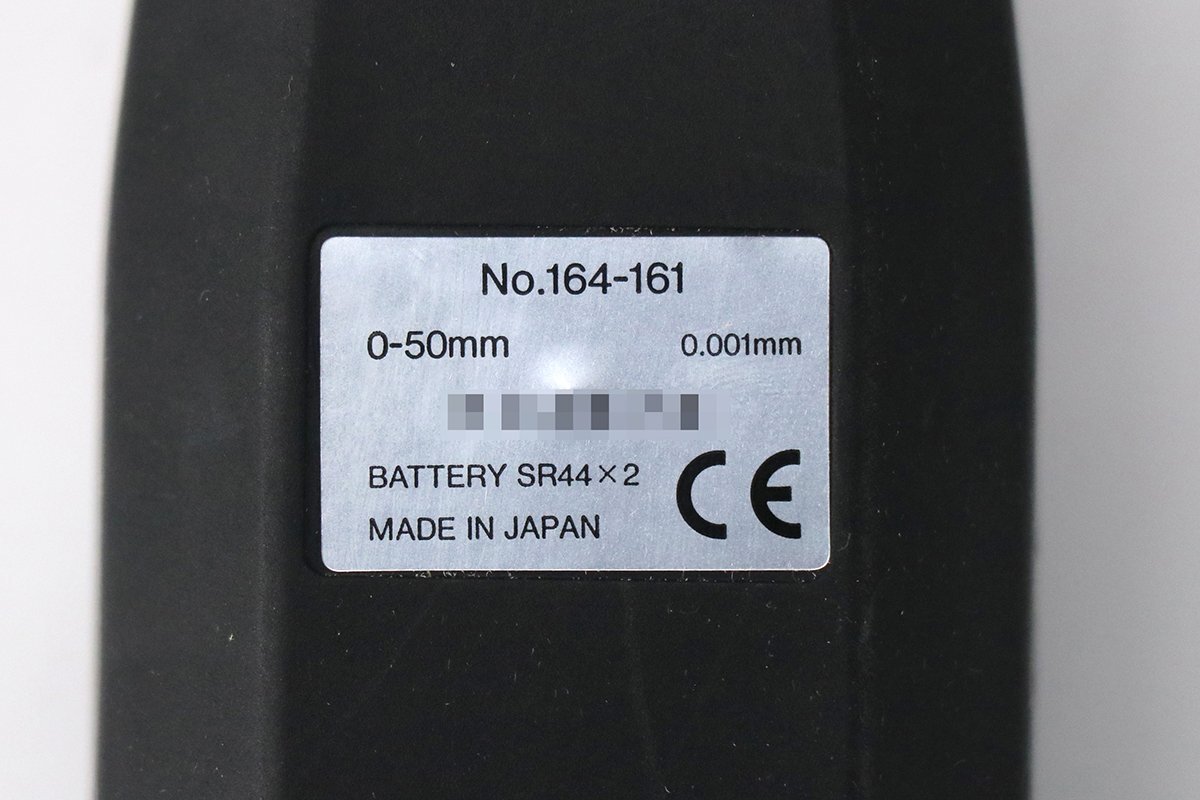 No.164-161
0-50mm 0.001mm
BATTERY SR44×2
MADE IN JAPAN
CE